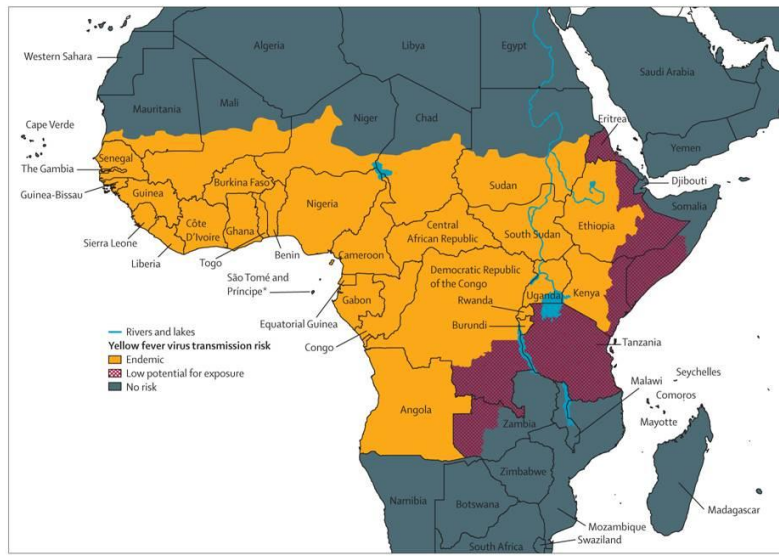 Western Sahara
Algeria
Libya
Egypt
Saudi Arabia
Mauritania
Mali
Niger
Chad
Eritrea
Cape Verde
Yemen
Senegal
The Gambia
Djibouti
Burkina Faso
Sudan
Guinea-Bissau
Guinea
Nigeria
Somalia
Ethiopia
Côte
D'Ivoire
Ghana
Central
African Republic
South Sudan
Sierra Leone
Benin
Cameroon
Liberia
Togo
Democratic Republic
of the Congo
São Tomé and
Príncipe*
Uganda
Kenya
Gabon
Rwanda
Equatorial Guinea
Burundi
Rivers and lakes
Congo
Tanzania
Yellow fever virus transmission risk
Endemic
Low potential for exposure
No risk
Seychelles
Malawi
Comoros
Angola
Mayotte
Zambia
Zimbabwe
Namibia
Botswana
Madagascar
Mozambique
South Africa
Swaziland